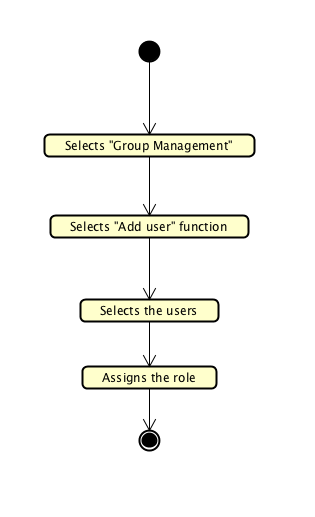 Selects "Group Management"
Selects "Add user" function
Selects the users
Assigns the role